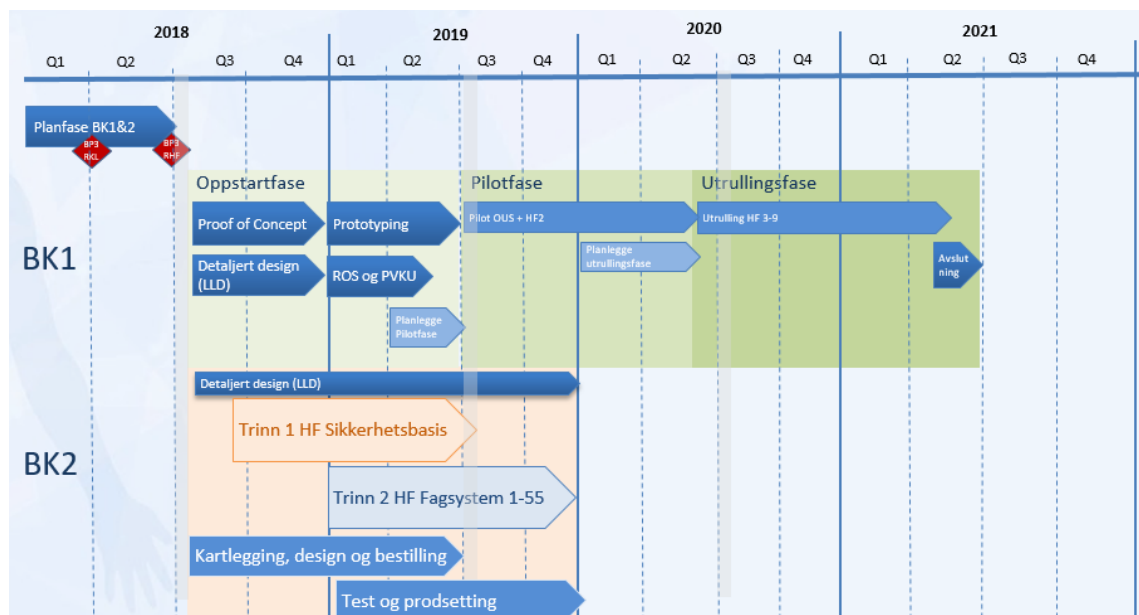 2018 2019 2020 2021
Q1 Q2 Q3 Q4 Q1 Q2 Q3 Q4 Q1 Q2 Q3 Q4 Q1 Q2 Q3 Q4
Planfase BK1&2
BP3
RKL
BP3
RHF
Oppstartfase
Pilotfase
Utrullingsfase
BK1
Proof of Concept
Prototyping
Pilot OUS + HF2
Utrulling HF 3-9
Detaljert design
(LLD)
ROS og PVKU
Planlegge
utrullingsfase
Avslut
ning
Planlegge
Pilotfase
BK2
Detaljert design (LLD)
Trinn 1 HF Sikkerhetsbasis
Trinn 2 HF Fagsystem 1-55
Kartlegging, design og bestilling
Test og prodsetting